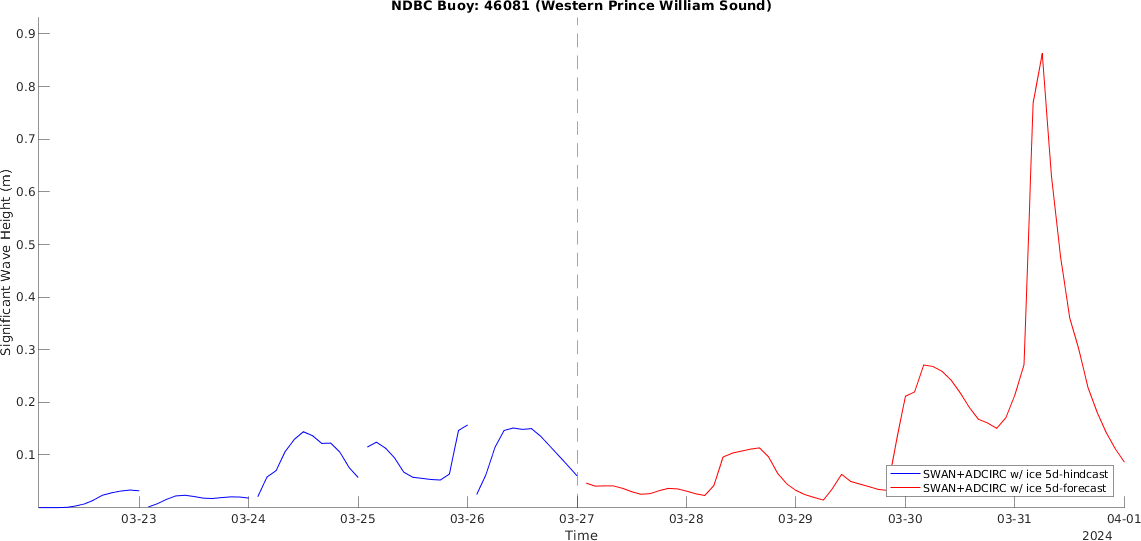 NDBC Buoy: 46081 (Western Prince William Sound)
0.9
0.8
0.7
0.6
0.5
0.4
0.3
0.2
0.1
Significant Wave Height (m)
SWAN+ADCIRC w/ ice 5d-hindcast
SWAN+ADCIRC w/ ice 5d-forecast
03-23 03-24 03-25 03-26 03-27 03-28 03-29 03-30 03-31 04-01
Time
2024